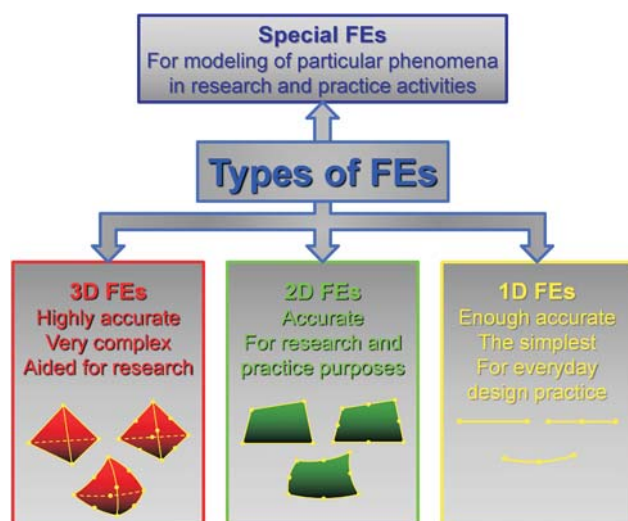 Special FEs
For modeling of particular phenomena
in research and practice activities
Types of FEs
3D FEs
Highly accurate
Very complex
Aided for research
2D FEs
Accurate
For research and
practice purposes
1D FEs
Enough accurate
The simplest
For everyday
design practice